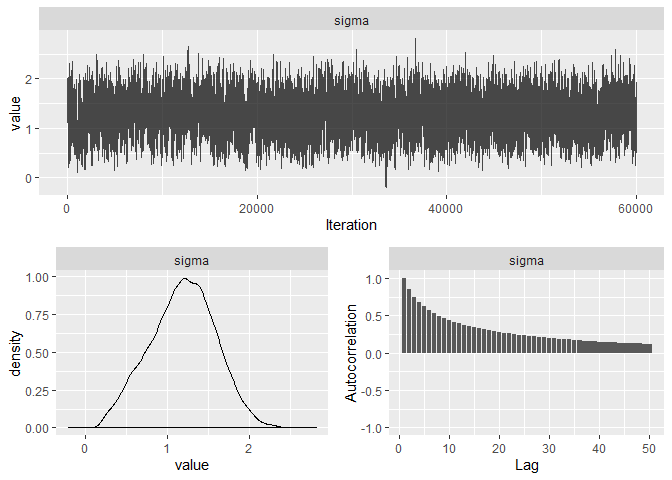 sigma
value
2
1
0
0
20000
40000
60000
Iteration
sigma
density
1.00
0.75
0.50
0.25
0.00
0
1
2
value
sigma
Autocorrelation
1.0
0.5
0.0
-0.5
-1.0
0
10
20
30
40
50
Lag